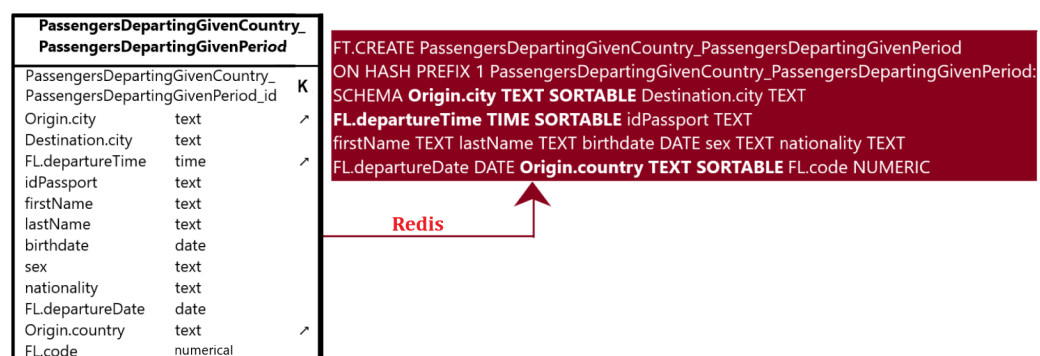 PassengersDepartingGivenCountry_
PassengersDepartingGivenPeriod
PassengersDepartingGivenCountry_
PassengersDepartingGivenPeriod_id K
Origin.city text ↗
Destination.city text
FL.departureTime time ↗
idPassport text
firstName text
lastName text
birthdate date
sex text
nationality text
FL.departureDate date
Origin.country text ↗
FL.code numerical
FT.CREATE PassengersDepartingGivenCountry_PassengersDepartingGivenPeriod
ON HASH PREFIX 1 PassengersDepartingGivenCountry_PassengersDepartingGivenPeriod:
SCHEMA Origin.city TEXT SORTABLE Destination.city TEXT
FL.departureTime TIME SORTABLE idPassport TEXT
firstName TEXT lastName TEXT birthdate DATE sex TEXT nationality TEXT
FL.departureDate DATE Origin.country TEXT SORTABLE FL.code NUMERIC
Redis